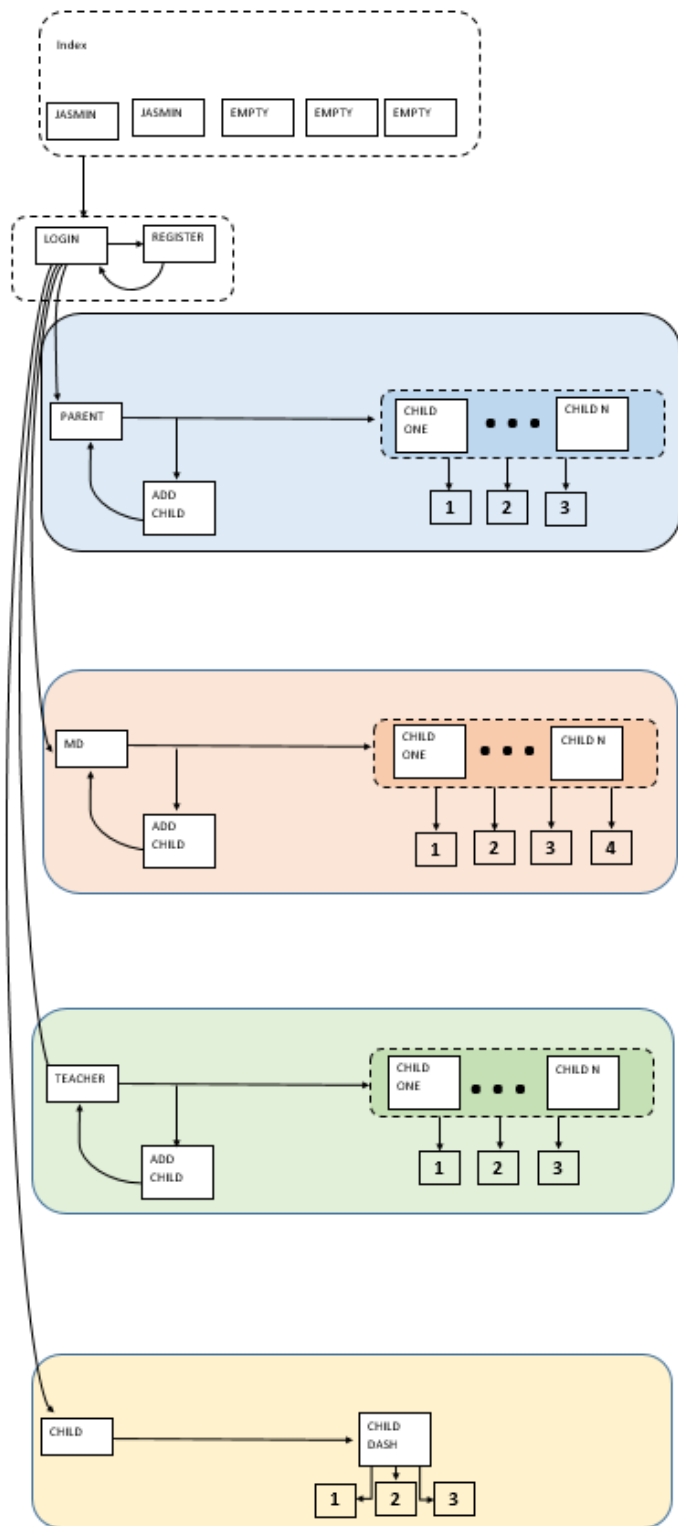 Index
JASMIN
JASMIN
EMPTY
EMPTY
EMPTY
LOGIN
REGISTER
PARENT
CHILD
ONE
CHILD N
ADD
CHILD
1
2
3
MD
CHILD
ONE
CHILD N
ADD
CHILD
1
2
3
4
TEACHER
CHILD
ONE
CHILD N
ADD
CHILD
1
2
3
CHILD
CHILD
DASH
1
2
3